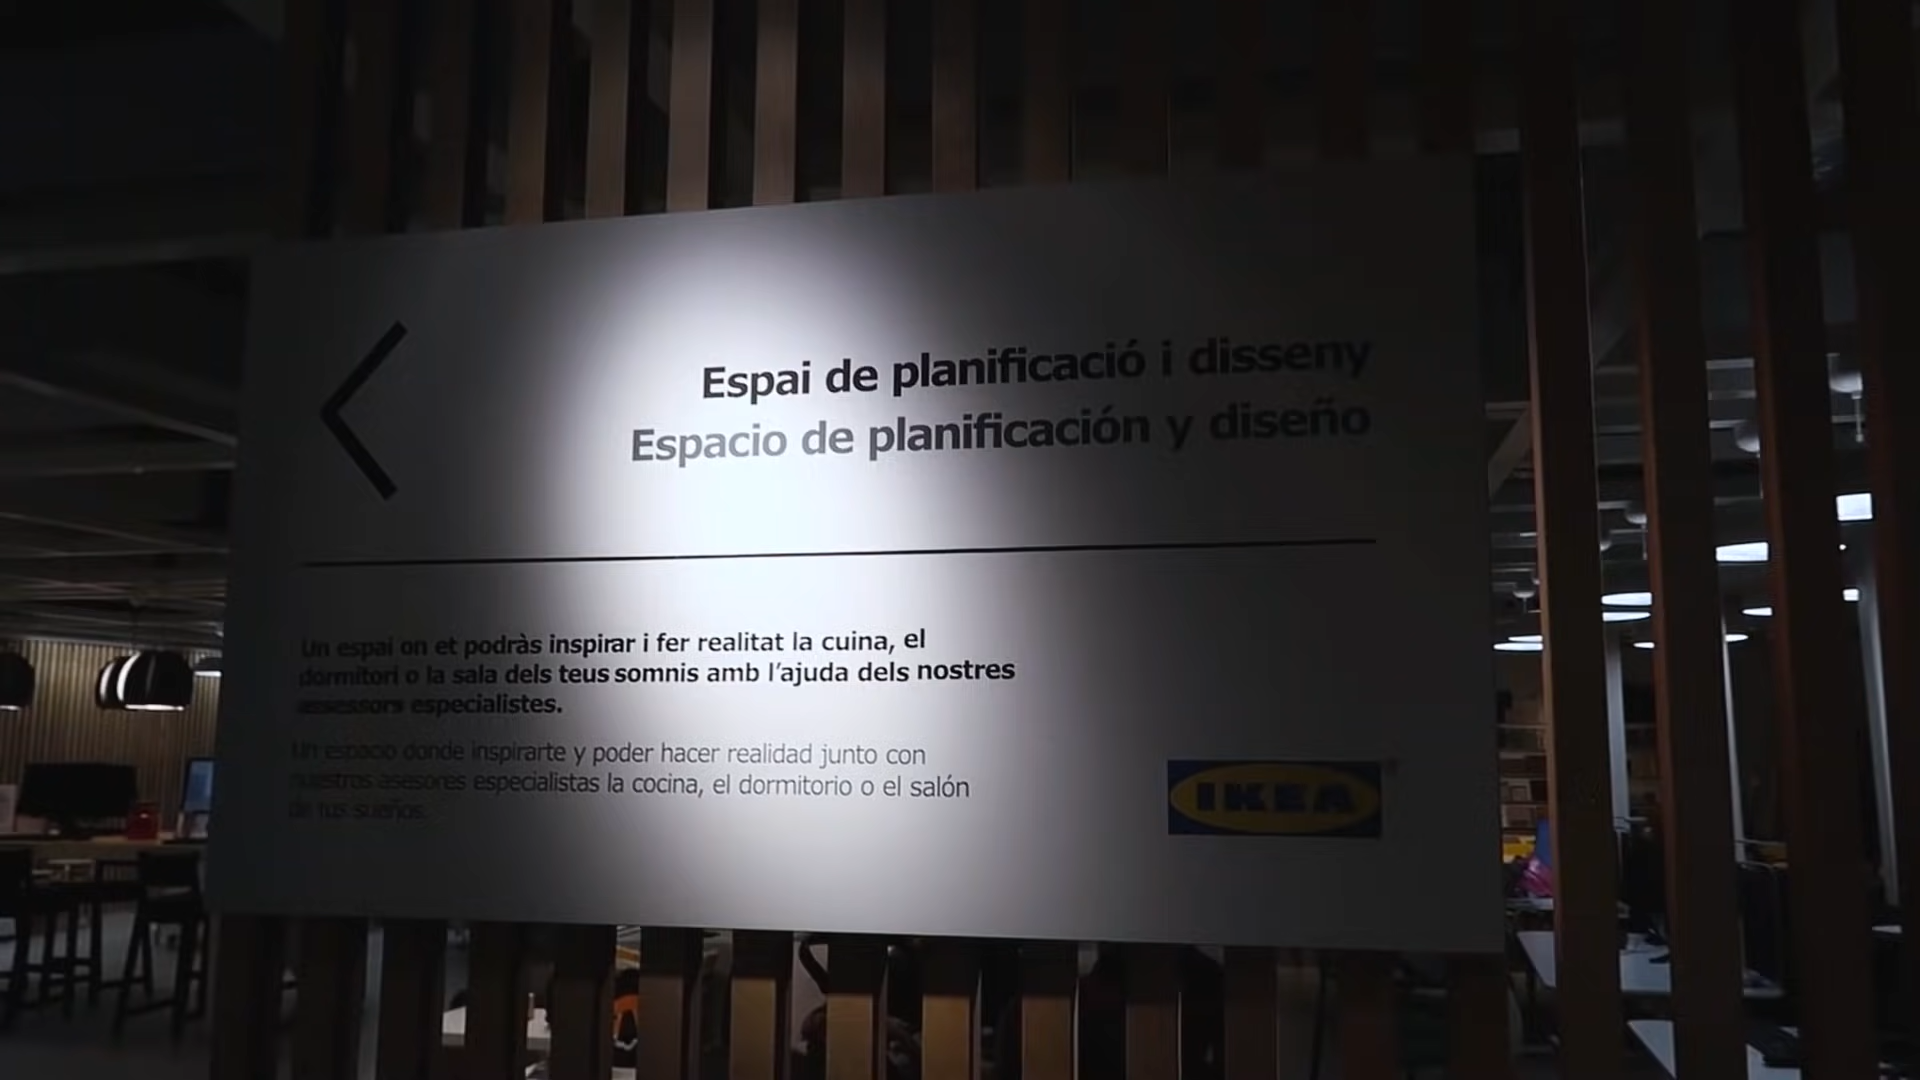 Espai de planificació i disseny
Espacio de planificación y diseño
Un espai on et podràs inspirar i fer realitat la cuina, el
dormitori o la sala dels teus somnis amb l'ajuda dels nostres
assessors especialistes.
Un espacio donde inspirarte y poder hacer realidad junto con
nuestros asesores especialistas la cocina, el dormitorio o el salón
de tus sueños.
IKEA